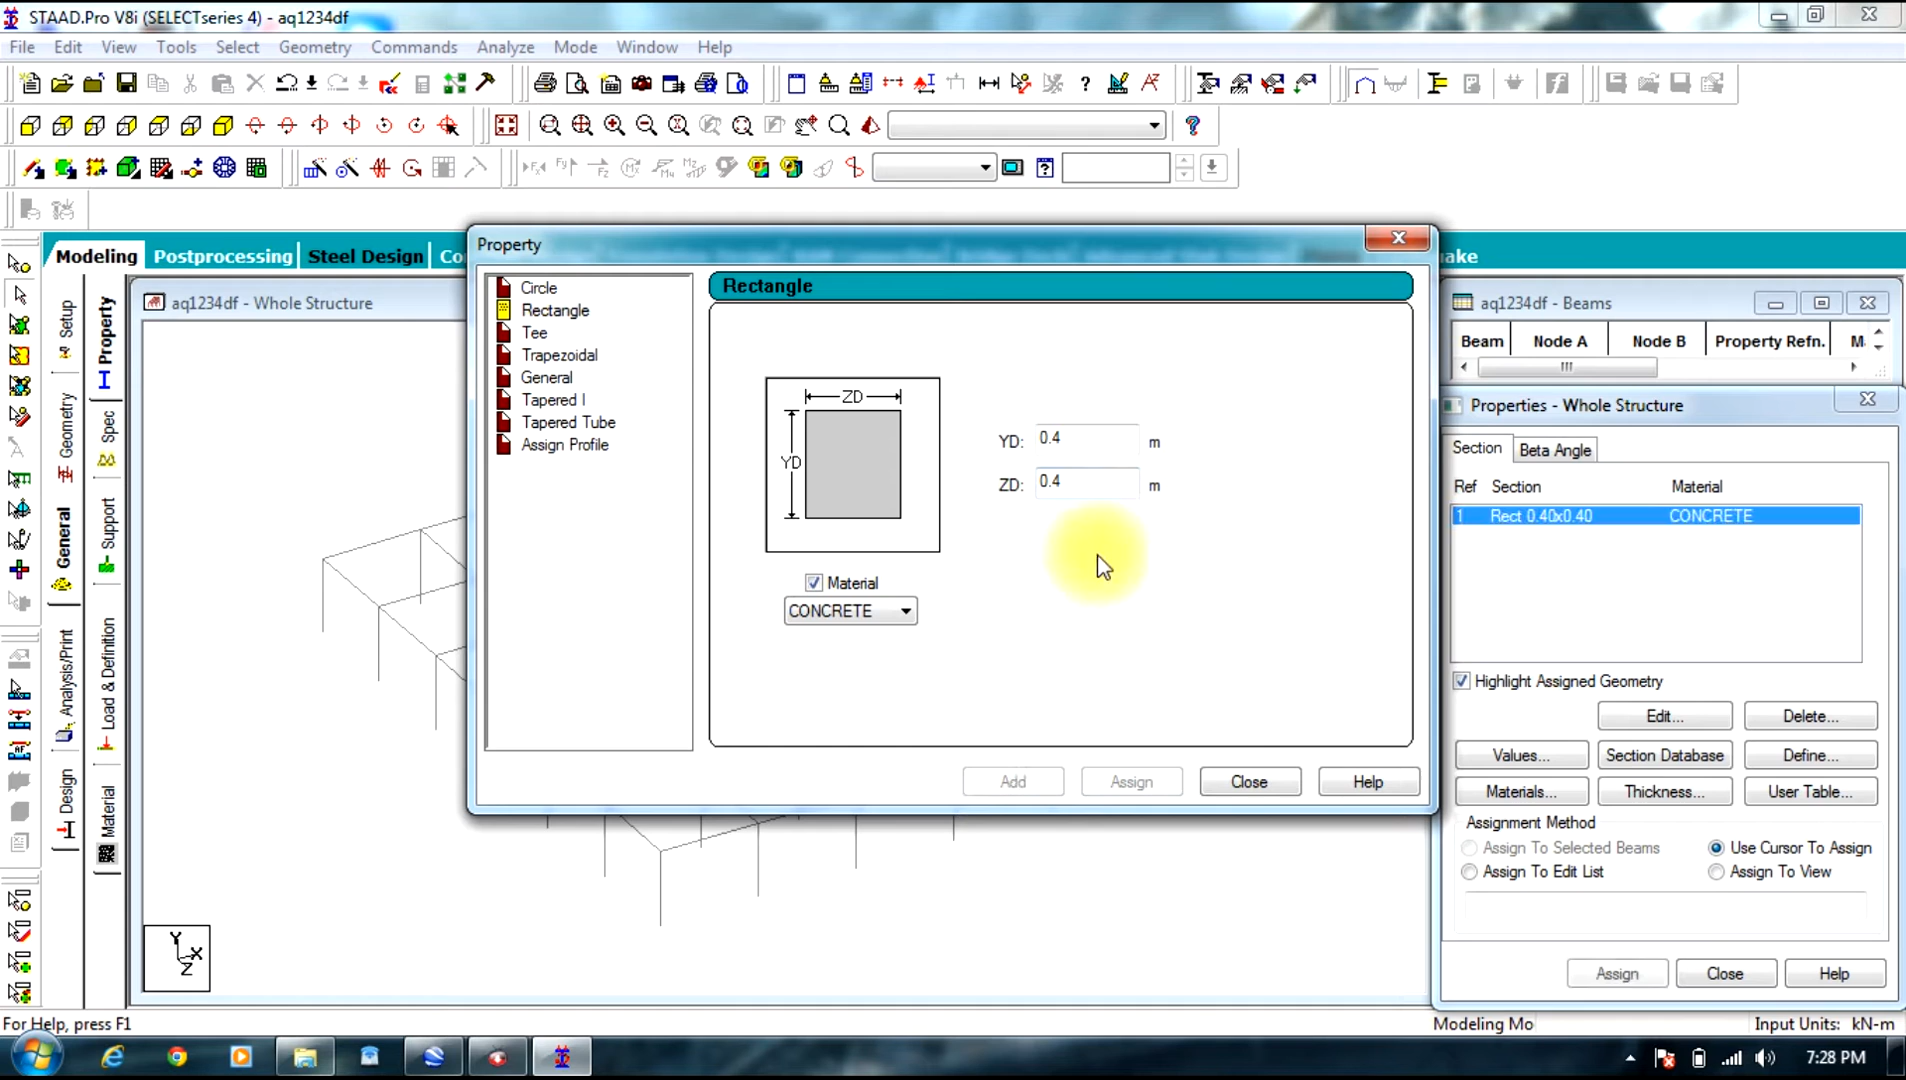 STAAD.Pro V8i (SELECTseries 4) - aq1234df
File Edit View Tools Select Geometry Commands Analyze Mode Window Help
Modeling Postprocessing Steel Design Co
ake
Setup
Geometry
General
Analysis/Print
Design
Property
Spec
Support
Load & Definition
Material
aq1234df - Whole Structure
Property
Circle
Rectangle
Tee
Trapezoidal
General
Tapered I
Tapered Tube
Assign Profile
Rectangle
ZD
YD
YD: 0.4 m
ZD: 0.4 m
Material
CONCRETE
Add Assign Close Help
aq1234df - Beams
Beam Node A Node B Property Refn. M
Properties - Whole Structure
Section Beta Angle
Ref Section Material
1 Rect 0.40x0.40 CONCRETE
Highlight Assigned Geometry
Edit... Delete...
Values... Section Database Define...
Materials... Thickness... User Table...
Assignment Method
Assign To Selected Beams Use Cursor To Assign
Assign To Edit List Assign To View
Assign Close Help
Y
X
Z
For Help, press F1 Modeling Mo Input Units: kN-m
7:28 PM